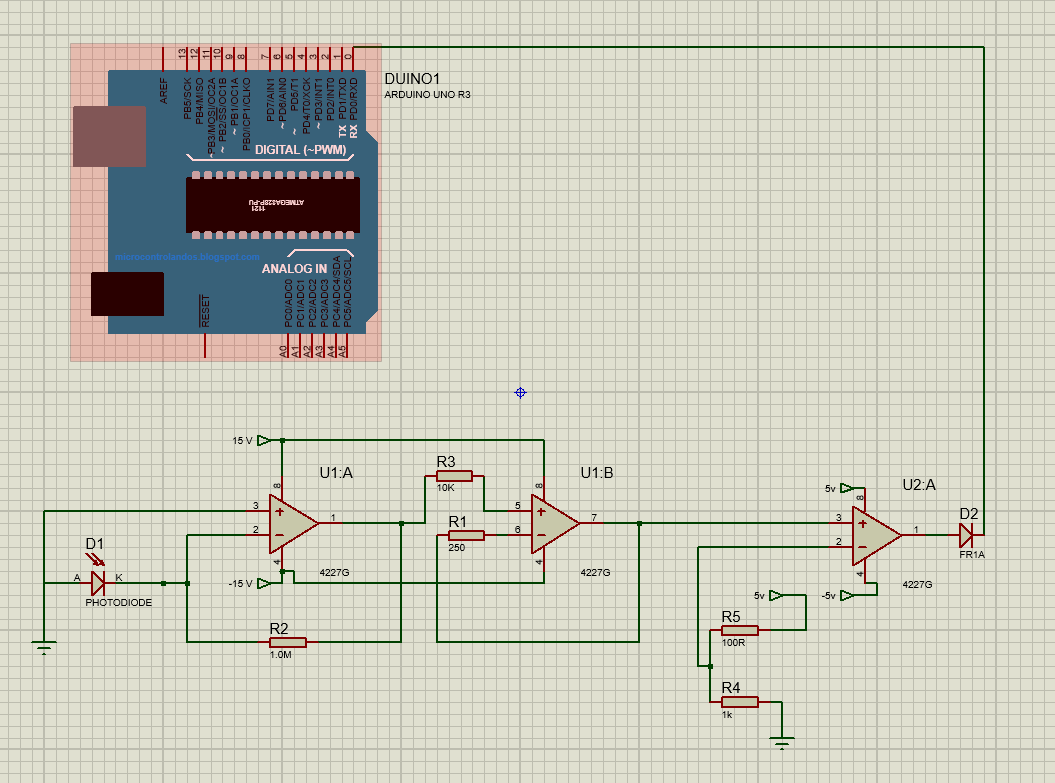 13
12
11
10
9
8
7
6
5
4
3
2
1
0
DUINO1
ARDUINO UNO R3
AREF
PB5/SCK
PB4/MISO
PB3/MOSI/OC2A
~
PB2/SS/OC1B
~
PB1/OC1A
~
PB0/ICP1/CLKO
PD7/AIN1
PD6/AIN0
~
PD5/T1
~
PD4/T0/XCK
PD3/INT1
~
PD2/INT0
PD1/TXD
PD0/RXD
TX
RX
DIGITAL (~PWM)
ATMEGA328P-PU
1121
microcontrolandos.blogspot.com
ANALOG IN
RESET
PC0/ADC0
PC1/ADC1
PC2/ADC2
PC3/ADC3
PC4/ADC4/SDA
PC5/ADC5/SCL
A0
A1
A2
A3
A4
A5
15 V
8
U1:A
3
2
1
4
4227G
-15 V
D1
A
K
PHOTODIODE
R2
1.0M
R3
10K
R1
250
8
U1:B
5
6
7
4
4227G
5v
8
U2:A
3
2
1
4
4227G
-5v
D2
FR1A
5v
R5
100R
R4
1k